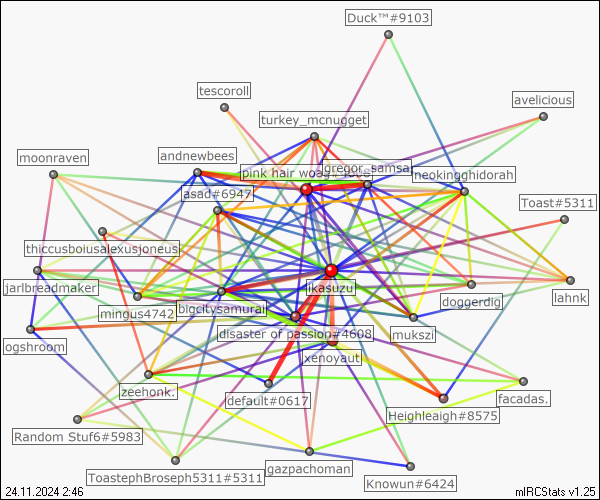 Duck™#9103
tescoroll
avelicious
turkey_mcnugget
moonraven
andnewbees
gregor_samsa
pink hair woag
neokingghidorah
jasad#6947
Toast#5311
thiccusboiusalexusjoneus
jarlbreadmaker
ikasuzu
doggerdig
lahnk
mingus4742
bigcitysamurai
disaster of passion#4608
mukszi
ogshroom
xenoyaut
zeehonk.
default#0617
facadas.
Heighleaigh#8575
Random Stuf6#5983
gazpachoman
ToastephBroseph5311#5311
Knowun#6424
24.11.2024 2:46
mIRCStats v1.25